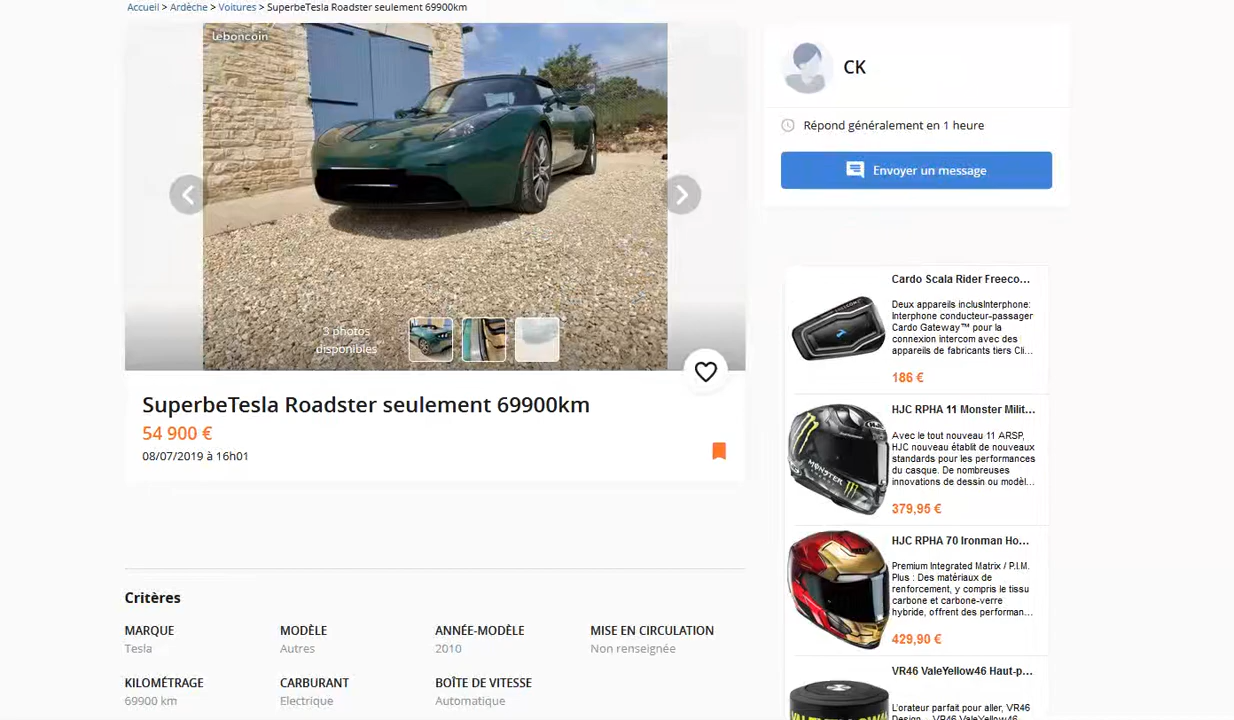 Accueil > Ardèche > Voitures > SuperbeTesla Roadster seulement 69900km
leboncoin
3 photos
disponibles
SuperbeTesla Roadster seulement 69900km
54 900 €
08/07/2019 à 16h01
Critères
MARQUE
Tesla
MODÈLE
Autres
ANNÉE-MODÈLE
2010
MISE EN CIRCULATION
Non renseignée
KILOMÉTRAGE
69900 km
CARBURANT
Electrique
BOÎTE DE VITESSE
Automatique
CK
Répond généralement en 1 heure
Envoyer un message
Cardo Scala Rider Freeco...
Deux appareils inclusInterphone:
Interphone conducteur-passager
Cardo Gateway™ pour la
connexion intercom avec des
appareils de fabricants tiers Cli...
186 €
HJC RPHA 11 Monster Milit...
Avec le tout nouveau 11 ARSP,
HJC nouveau établit de nouveaux
standards pour les performances
du casque. De nombreuses
innovations de dessin ou modèl...
379,95 €
MONSTER
HJC RPHA 70 Ironman Ho...
Premium Integrated Matrix / P.I.M.
Plus : Des matériaux de
renforcement, y compris le tissu
carbone et carbone-verre
hybride, offrent des performan...
429,90 €
VR46 ValeYellow46 Haut-p...
L'orateur parfait pour aller, VR46
Design - VR46 ValeYellow46